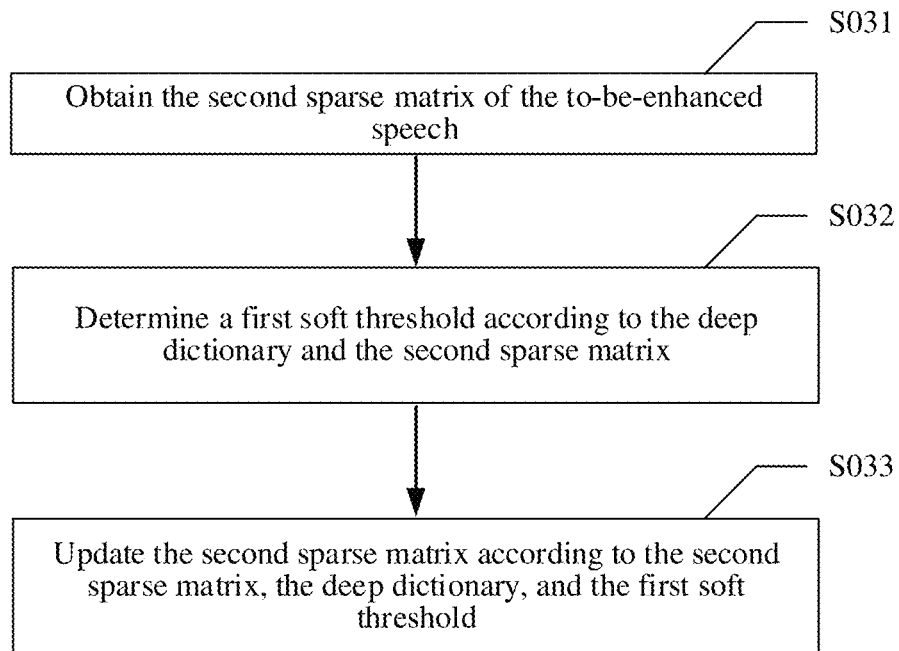 S031
Obtain the second sparse matrix of the to-be-enhanced
speech
S032
Determine a first soft threshold according to the deep
dictionary and the second sparse matrix
S033
Update the second sparse matrix according to the second
sparse matrix, the deep dictionary, and the first soft
threshold